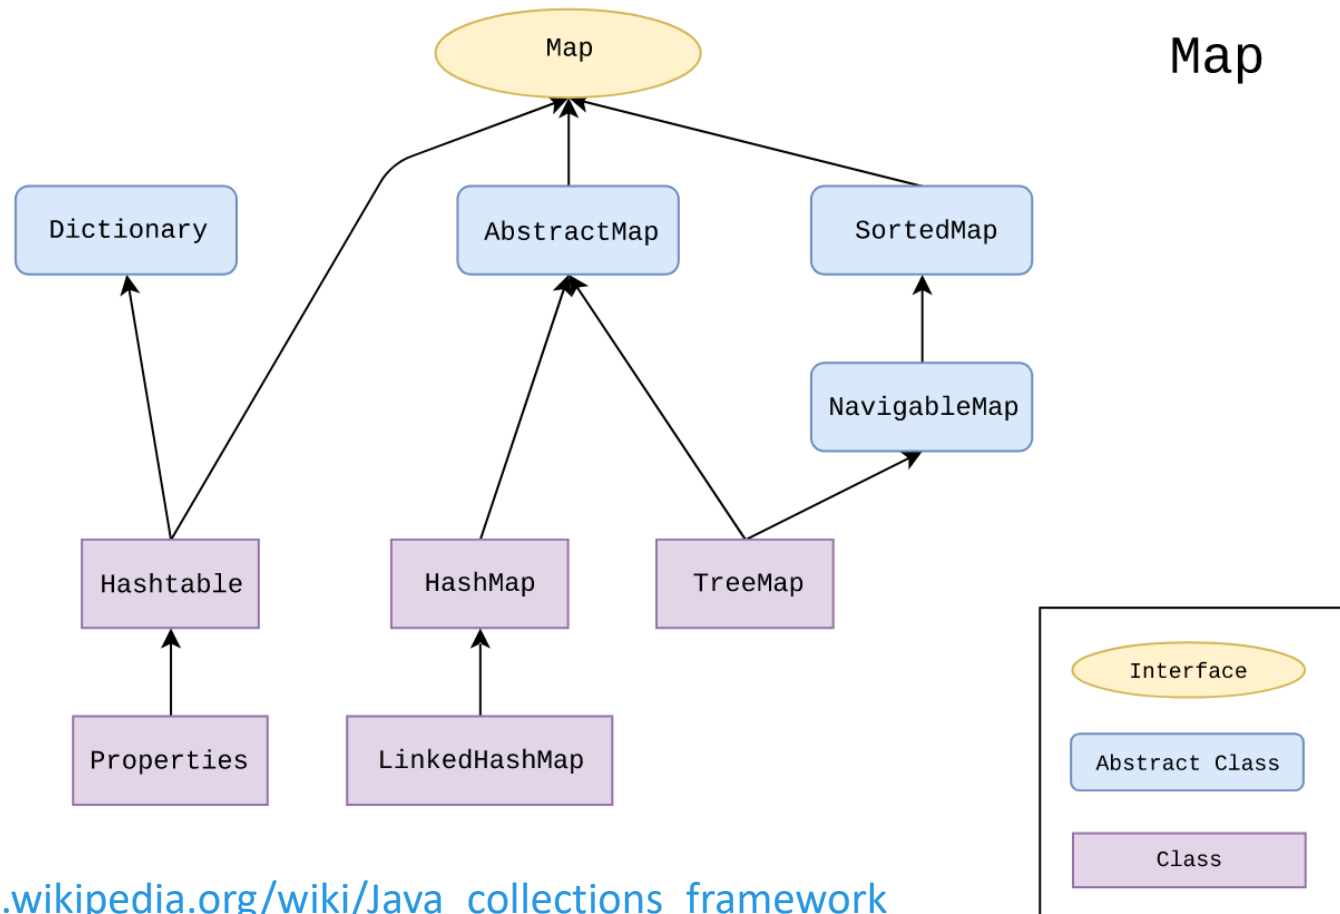 Map
Map
Dictionary
AbstractMap
SortedMap
NavigableMap
Hashtable
HashMap
TreeMap
Properties
LinkedHashMap
Interface
Abstract Class
Class
.wikipedia.org/wiki/Java_collections_framework